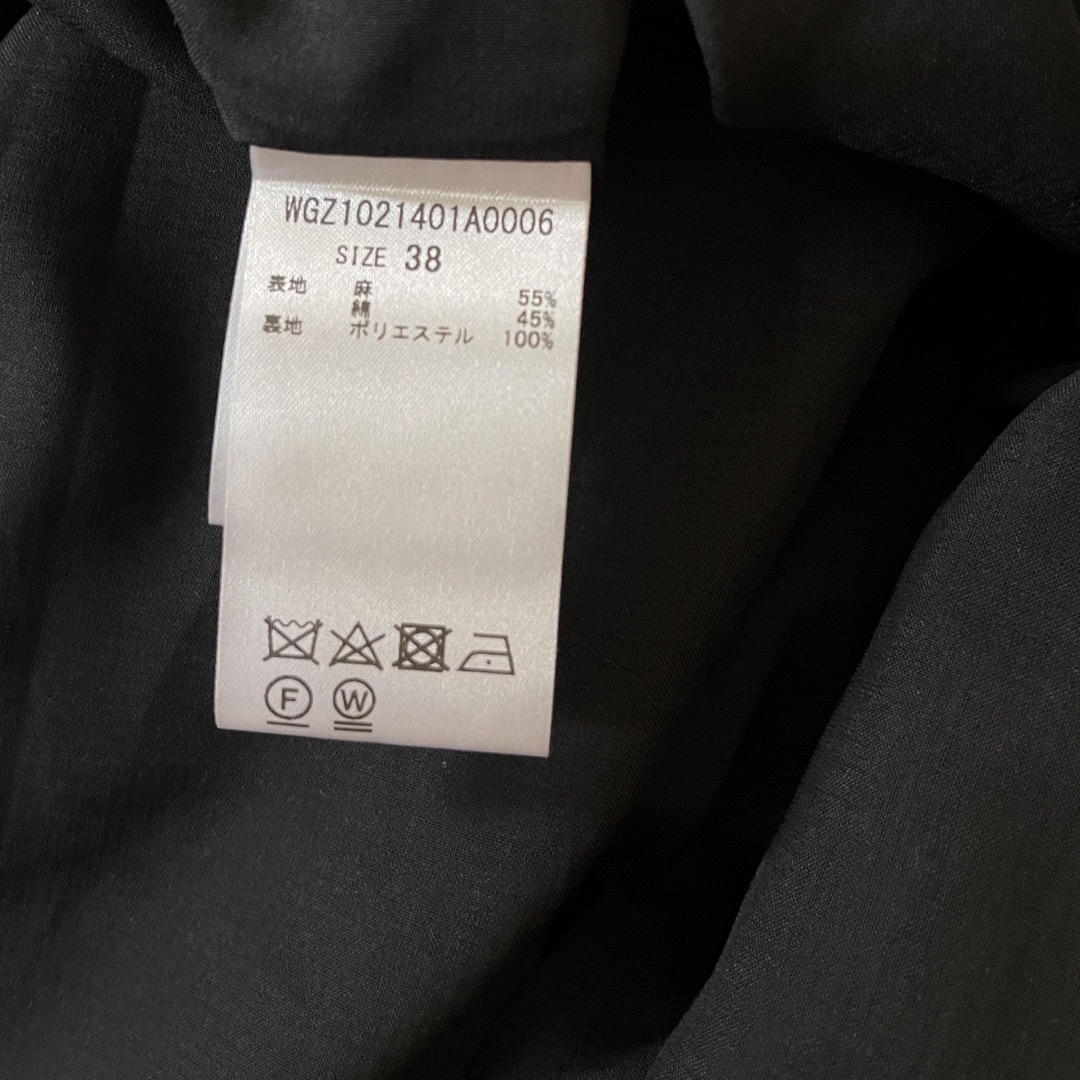 WGZ1021401A0006
SIZE 38
表地 麻 55%
綿 45%
裏地 ポリエステル 100%
F W